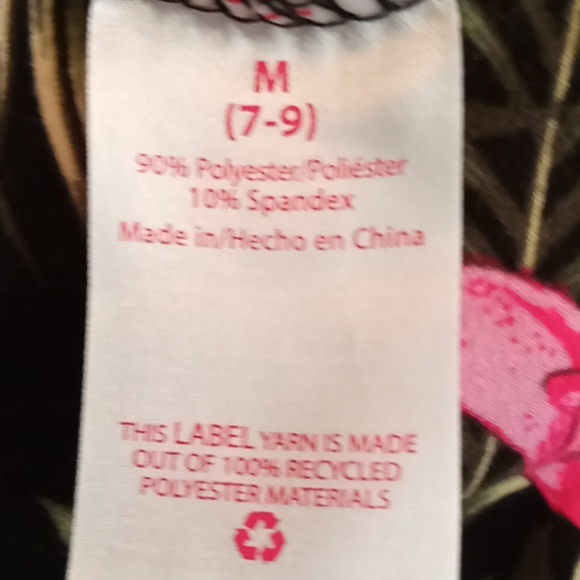 M
(7-9)
90% Polyester/Poliéster
10% Spandex
Made in/Hecho en China
THIS LABEL YARN IS MADE
OUT OF 100% RECYCLED
POLYESTER MATERIALS